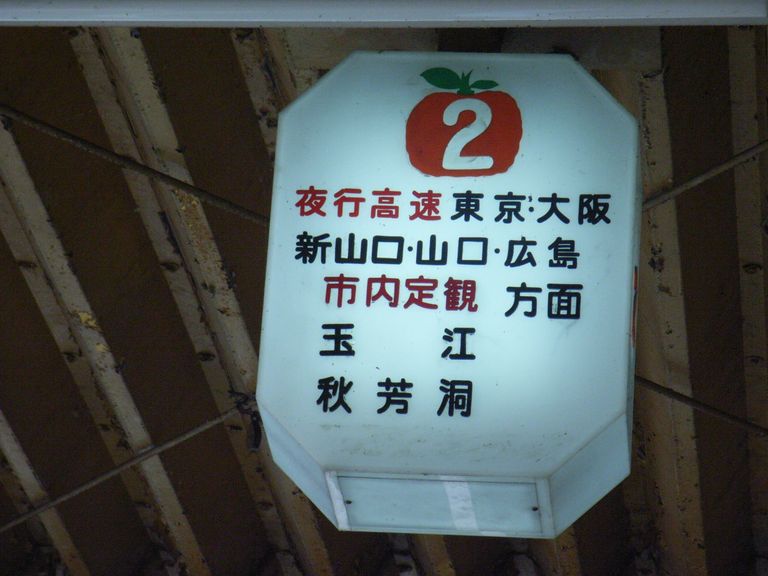 2
夜行高速東京・大阪
新山口・山口・広島
市内定観 方面
玉 江
秋 芳 洞